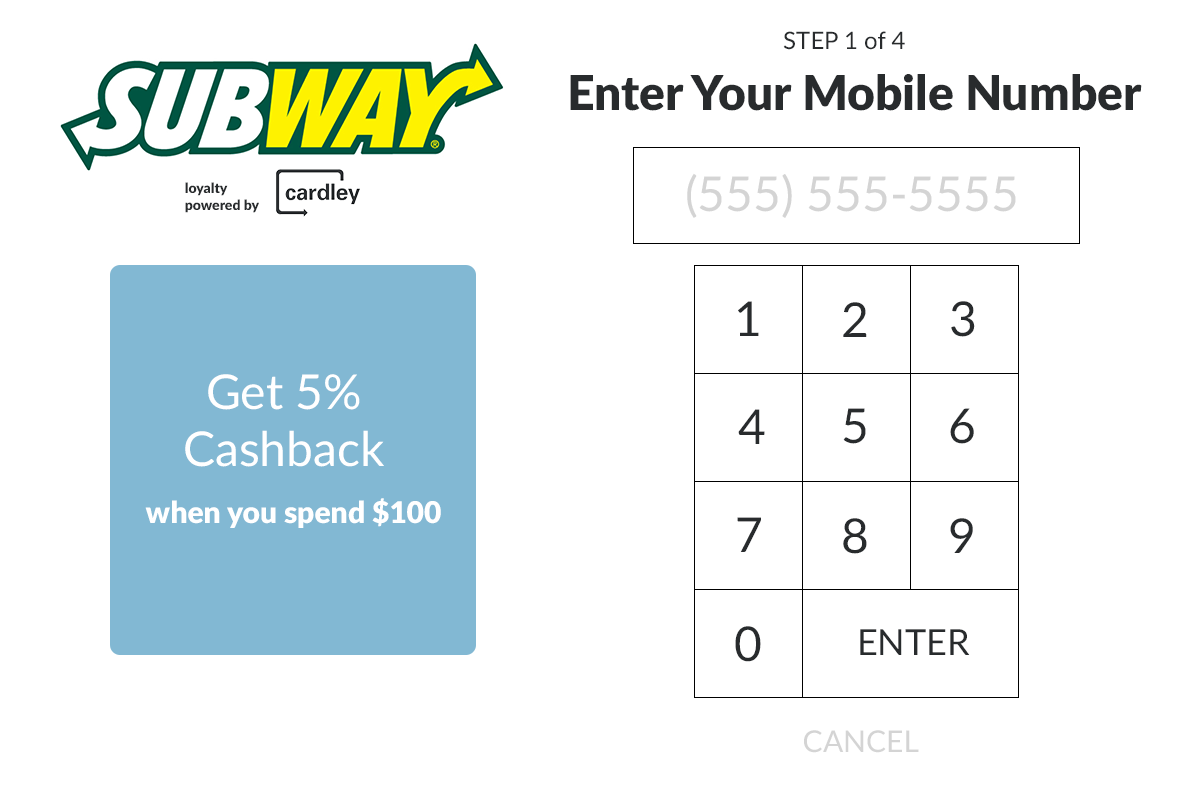 SUBWAY®
loyalty
powered by
cardley
Get 5%
Cashback
when you spend $100
STEP 1 of 4
Enter Your Mobile Number
(555) 555-5555
1 2 3
4 5 6
7 8 9
0 ENTER
CANCEL